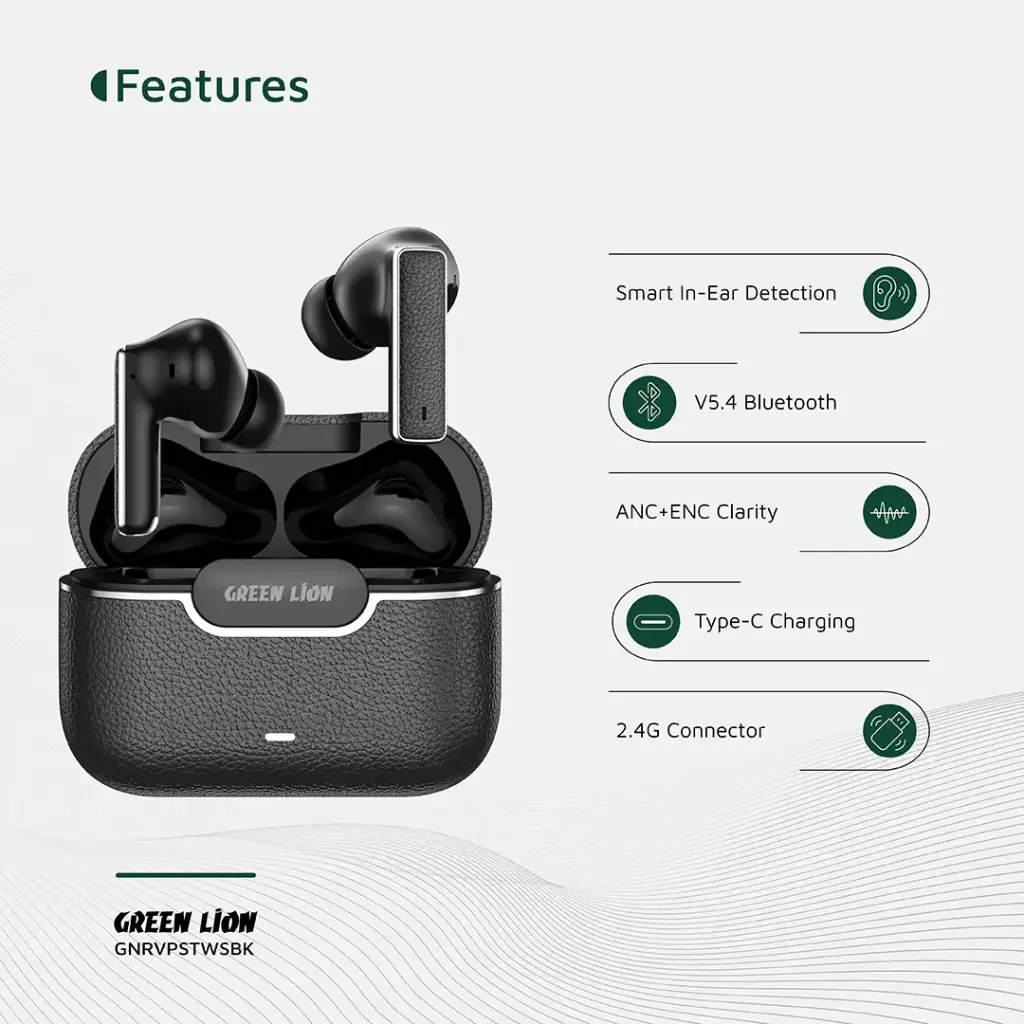 Features
Smart In-Ear Detection
V5.4 Bluetooth
ANC+ENC Clarity
Type-C Charging
2.4G Connector
GREEN LION
GREEN LION
GNRVPSTWSBK